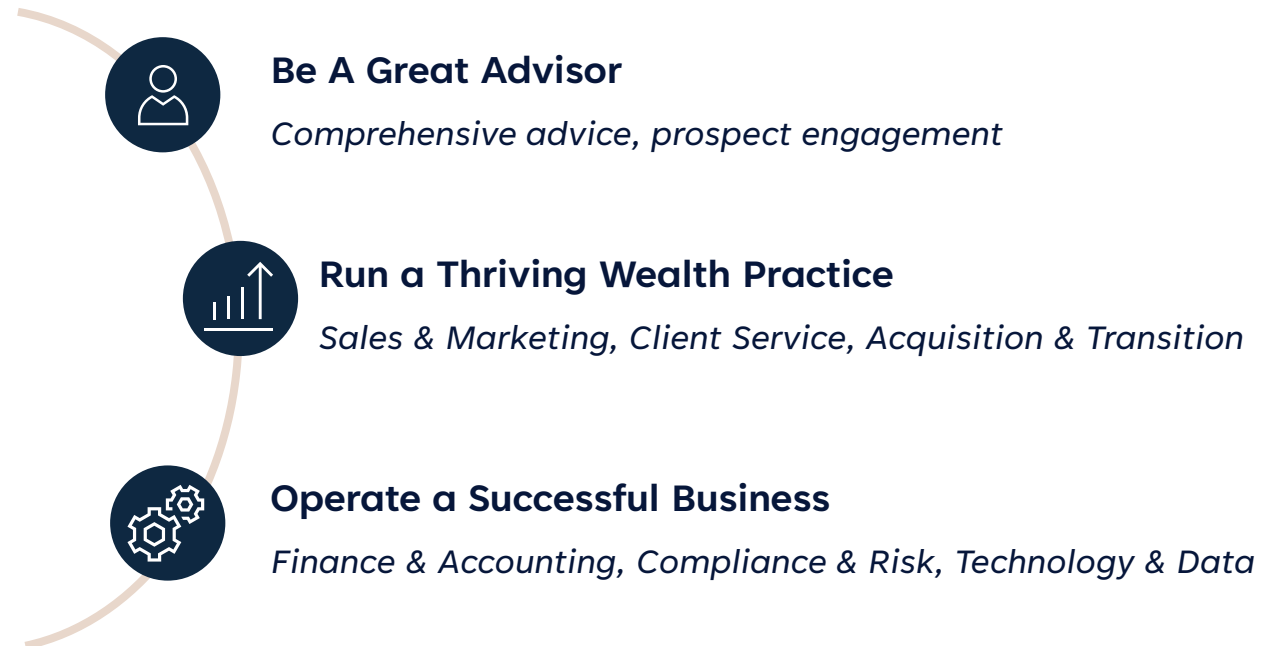 Be A Great Advisor
Comprehensive advice, prospect engagement
Run a Thriving Wealth Practice
Sales & Marketing, Client Service, Acquisition & Transition
Operate a Successful Business
Finance & Accounting, Compliance & Risk, Technology & Data